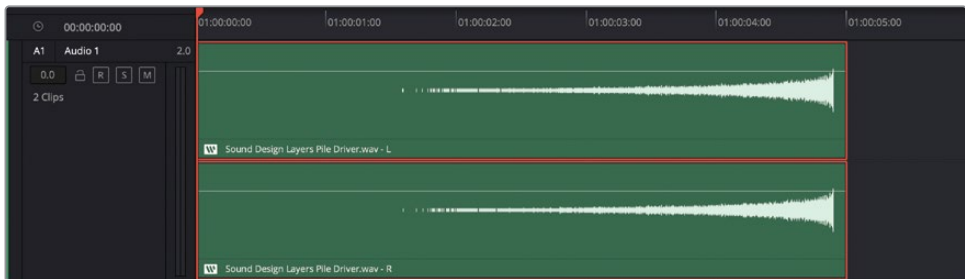 00:00:00:00
01:00:00:00 01:00:01:00 01:00:02:00 01:00:03:00 01:00:04:00 01:00:05:00
A1 Audio 1 2.0
0.0 R S M
2 Clips
Sound Design Layers Pile Driver.wav - L
Sound Design Layers Pile Driver.wav - R